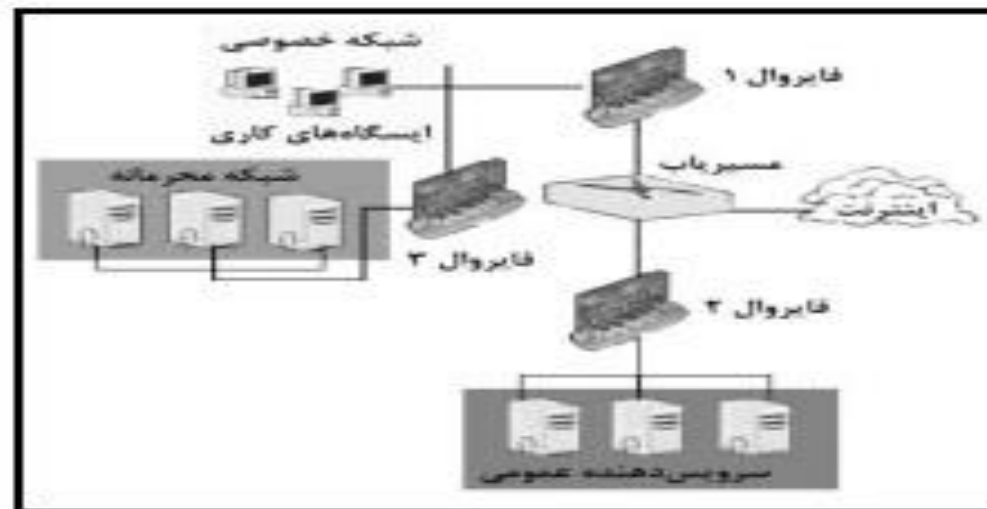 شبکه خصوصی
فایروال ۱
ایستگاه‌های کاری
مسیریاب
شبکه محرمانه
اینترنت
فایروال ۳
فایروال ۲
سرویس‌دهنده عمومی